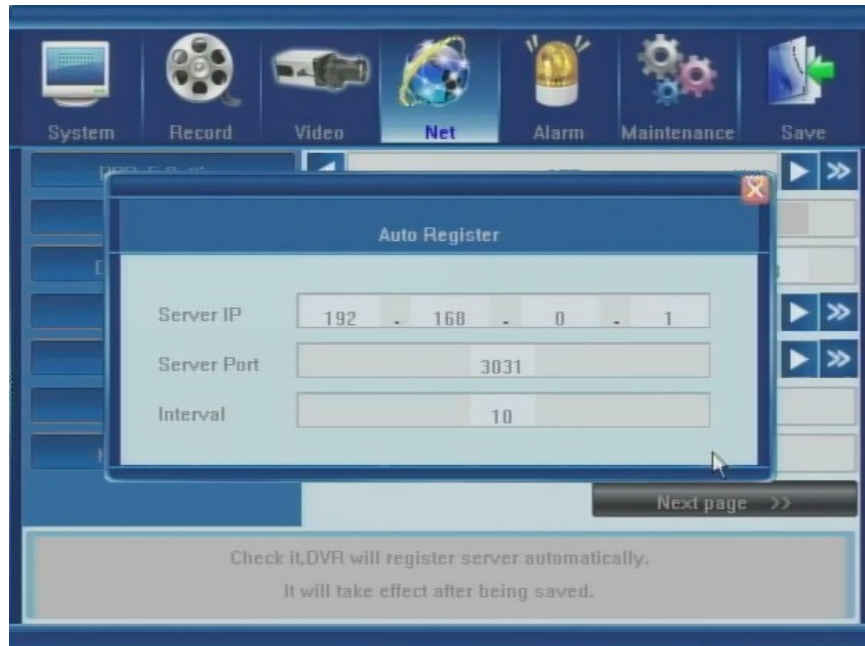 System Record Video Net Alarm Maintenance Save
Auto Register
Server IP 192 . 168 . 0 . 1
Server Port 3031
Interval 10
Next page >>
Check it,DVR will register server automatically.
It will take effect after being saved.